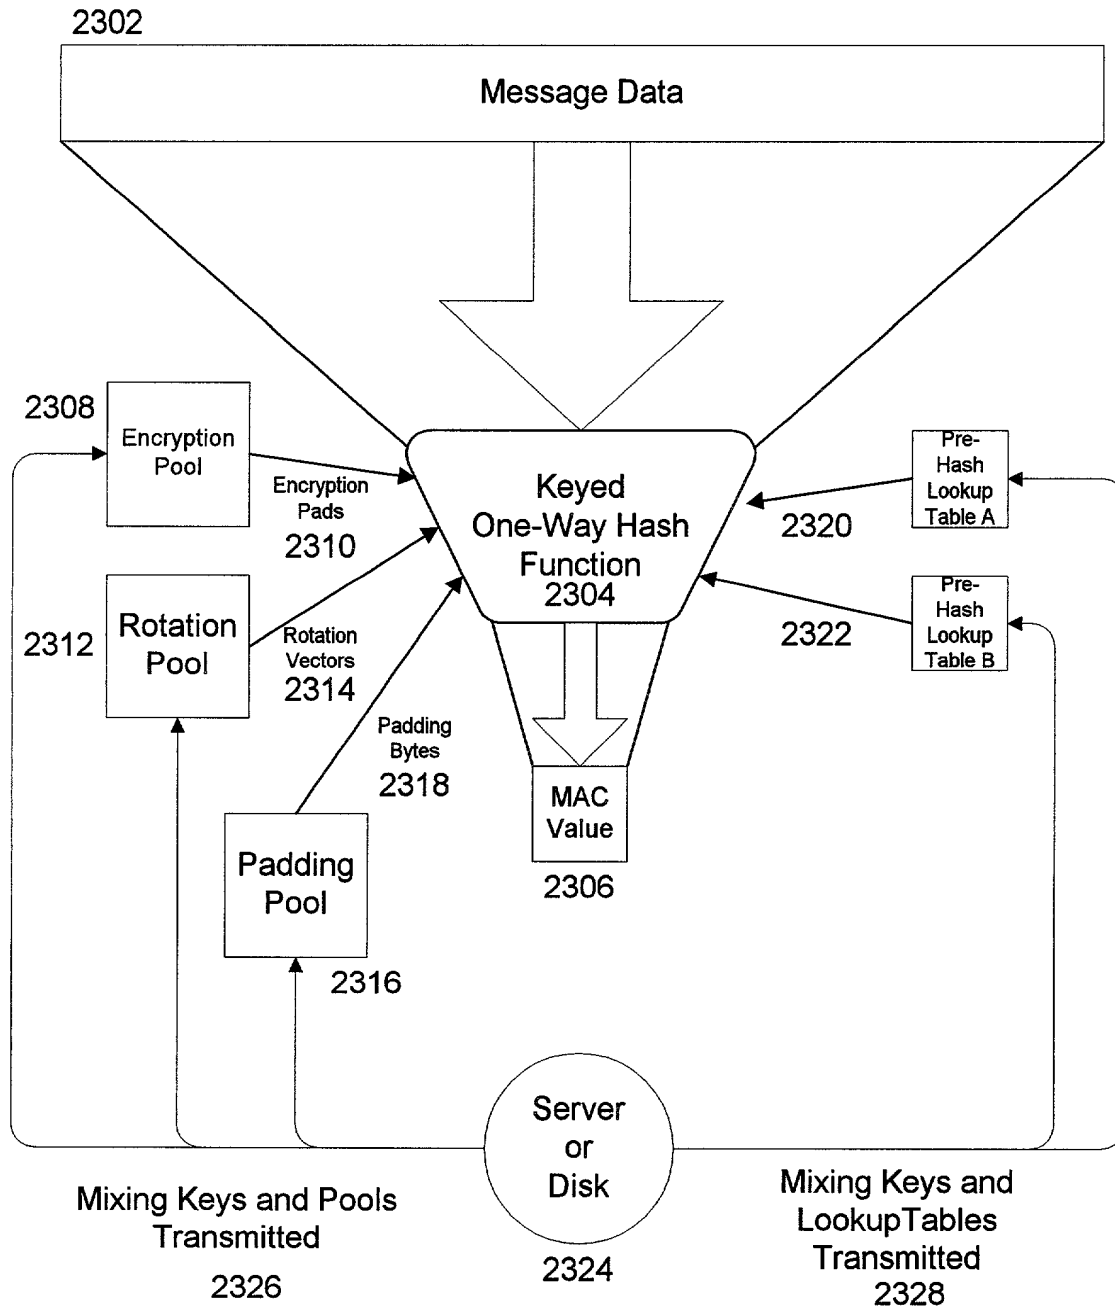 2302
Message Data
2308
Encryption
Pool
Encryption
Pads
2310
2312
Rotation
Pool
Rotation
Vectors
2314
Padding
Bytes
2318
Padding
Pool
2316
Keyed
One-Way Hash
Function
2304
MAC
Value
2306
Pre-
Hash
Lookup
Table A
2320
Pre-
Hash
Lookup
Table B
2322
Server
or
Disk
2324
Mixing Keys and Pools
Transmitted
2326
Mixing Keys and
LookupTables
Transmitted
2328